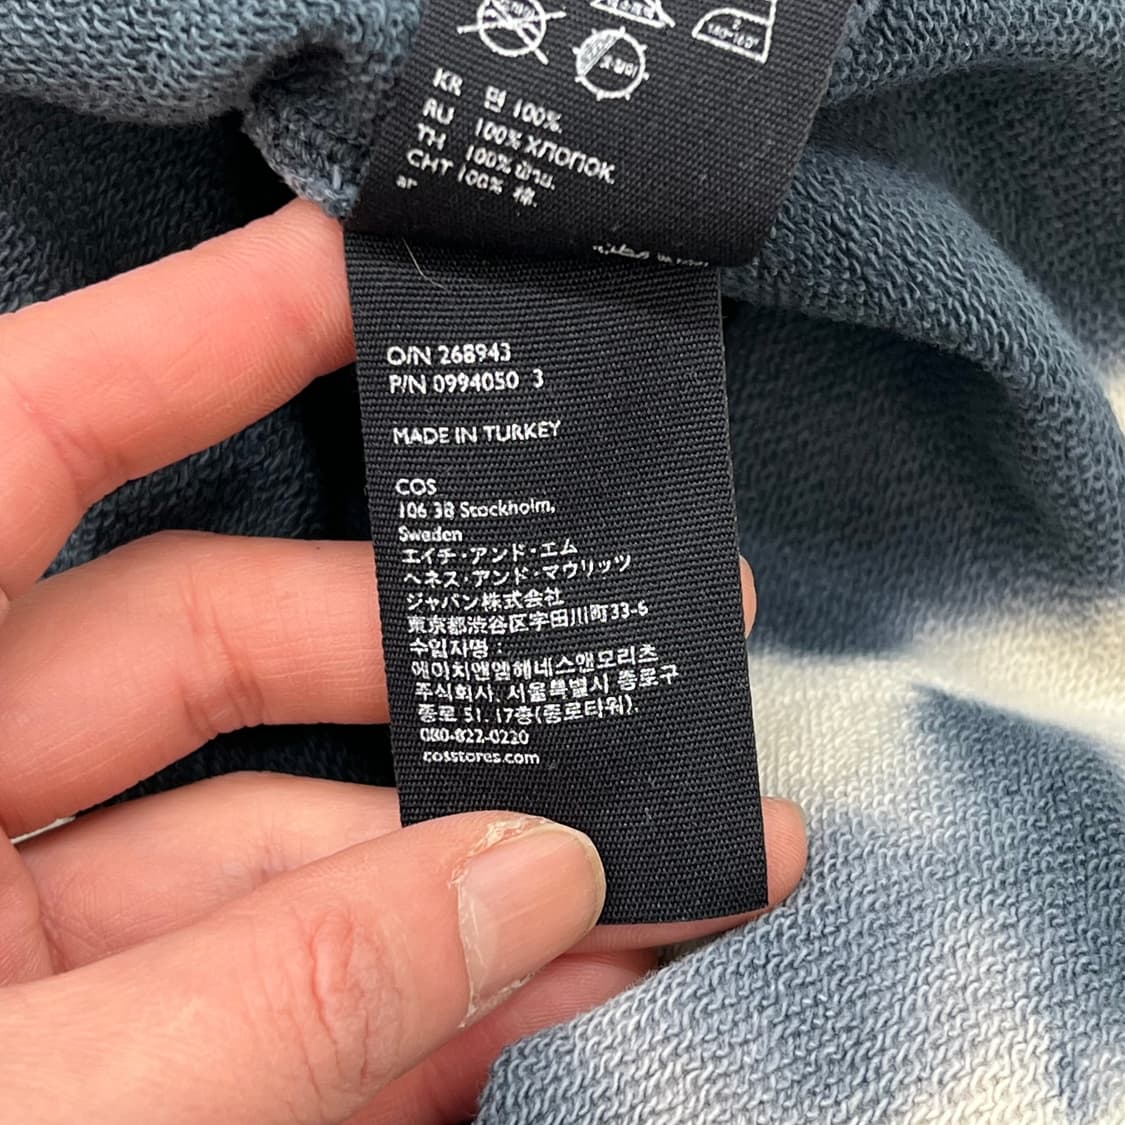 KR 면 100%.
RU 100% ХЛОПОК.
TH 100% ฝ้าย.
CHT 100% 棉.
ar
O/N 268943
P/N 0994050 3
MADE IN TURKEY
COS
106 38 Stockholm,
Sweden
エイチ・アンド・エム
ヘネス・アンド・マウリッツ
ジャパン株式会社
東京都渋谷区宇田川町33-6
수입자명 :
에이치앤엠헤네스앤모리츠
주식회사, 서울특별시 종로구
종로 51, 17층(종로타워).
080-822-0220
cosstores.com